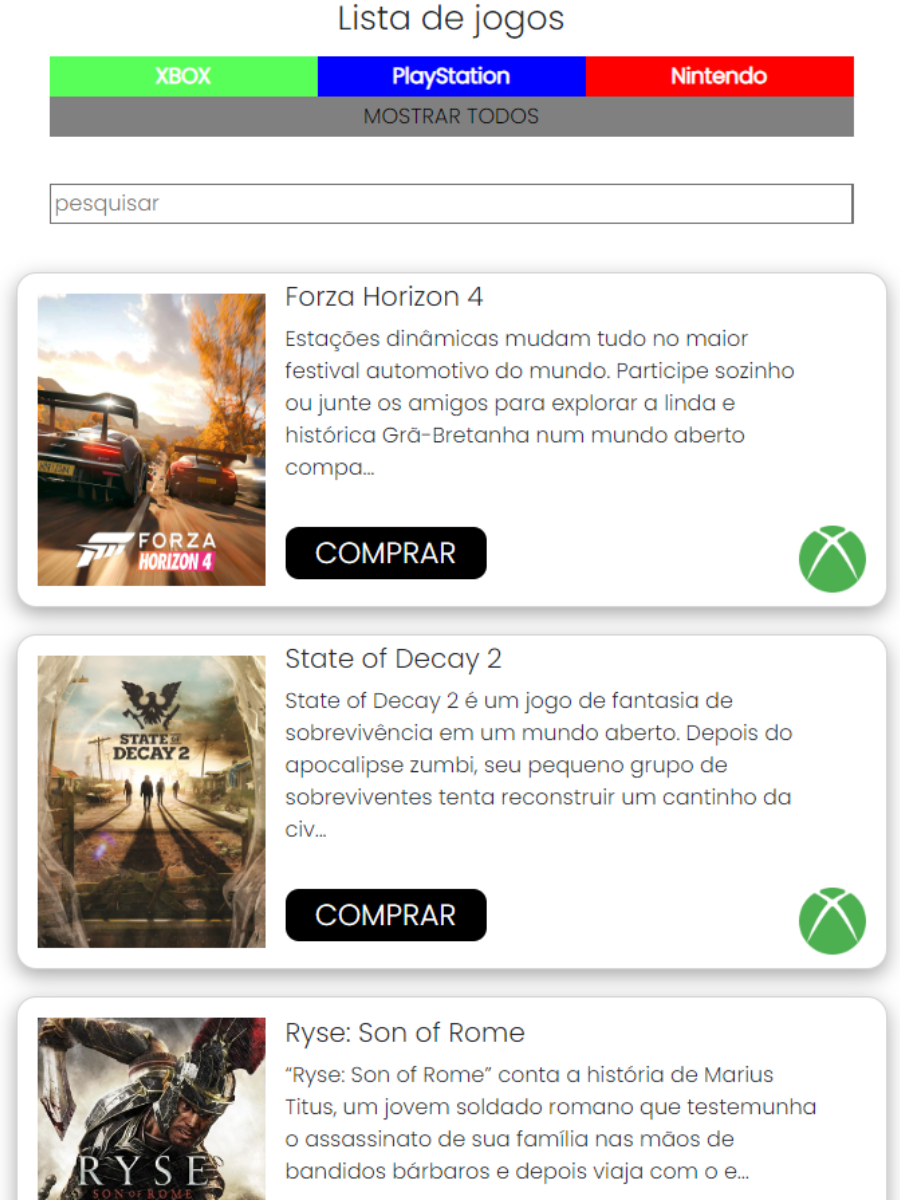 Lista de jogos
XBOX
PlayStation
Nintendo
MOSTRAR TODOS
pesquisar
Forza Horizon 4
Estações dinâmicas mudam tudo no maior
festival automotivo do mundo. Participe sozinho
ou junte os amigos para explorar a linda e
histórica Grã-Bretanha num mundo aberto
compa...
FORZA
HORIZON 4
COMPRAR
State of Decay 2
State of Decay 2 é um jogo de fantasia de
sobrevivência em um mundo aberto. Depois do
apocalipse zumbi, seu pequeno grupo de
sobreviventes tenta reconstruir um cantinho da
civ...
STATE OF
DECAY 2
COMPRAR
Ryse: Son of Rome
“Ryse: Son of Rome” conta a história de Marius
Titus, um jovem soldado romano que testemunha
o assassinato de sua família nas mãos de
bandidos bárbaros e depois viaja com o e...
RYSE
SON OF ROME